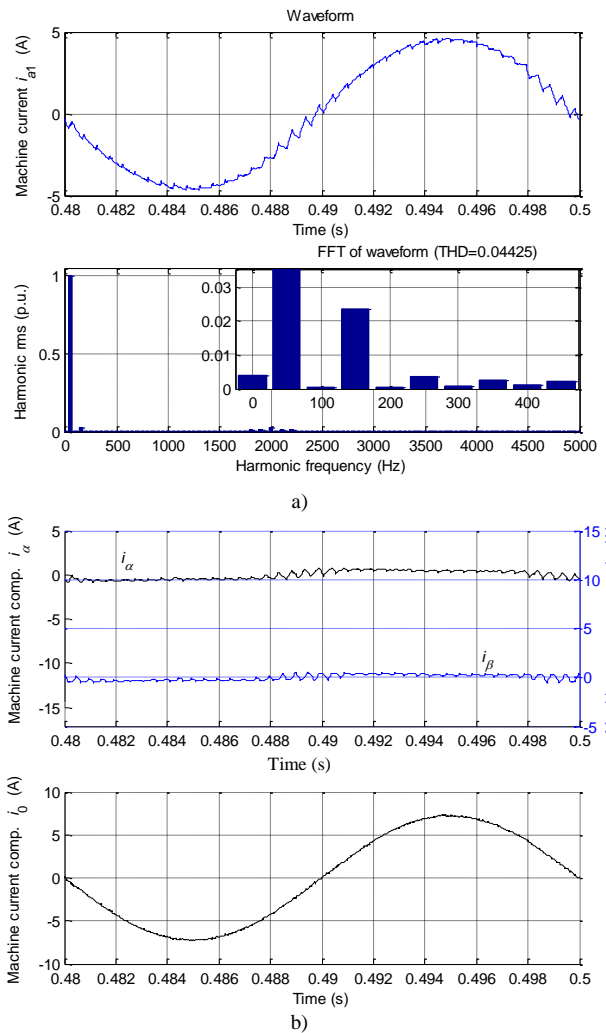 Waveform
Machine current i_a1 (A)
5
0
-5
0.48 0.482 0.484 0.486 0.488 0.49 0.492 0.494 0.496 0.498 0.5
Time (s)
FFT of waveform (THD=0.04425)
Harmonic rms (p.u.)
1
0.5
0
0.03
0.02
0.01
0
0 100 200 300 400
0 500 1000 1500 2000 2500 3000 3500 4000 4500 5000
Harmonic frequency (Hz)
a)
Machine current comp. i_α (A)
5
0
-5
-10
-15
i_α
i_β
15
10
5
0
-5
0.48 0.482 0.484 0.486 0.488 0.49 0.492 0.494 0.496 0.498 0.5
Time (s)
Machine current comp. i_0 (A)
10
5
0
-5
-10
0.48 0.482 0.484 0.486 0.488 0.49 0.492 0.494 0.496 0.498 0.5
Time (s)
b)